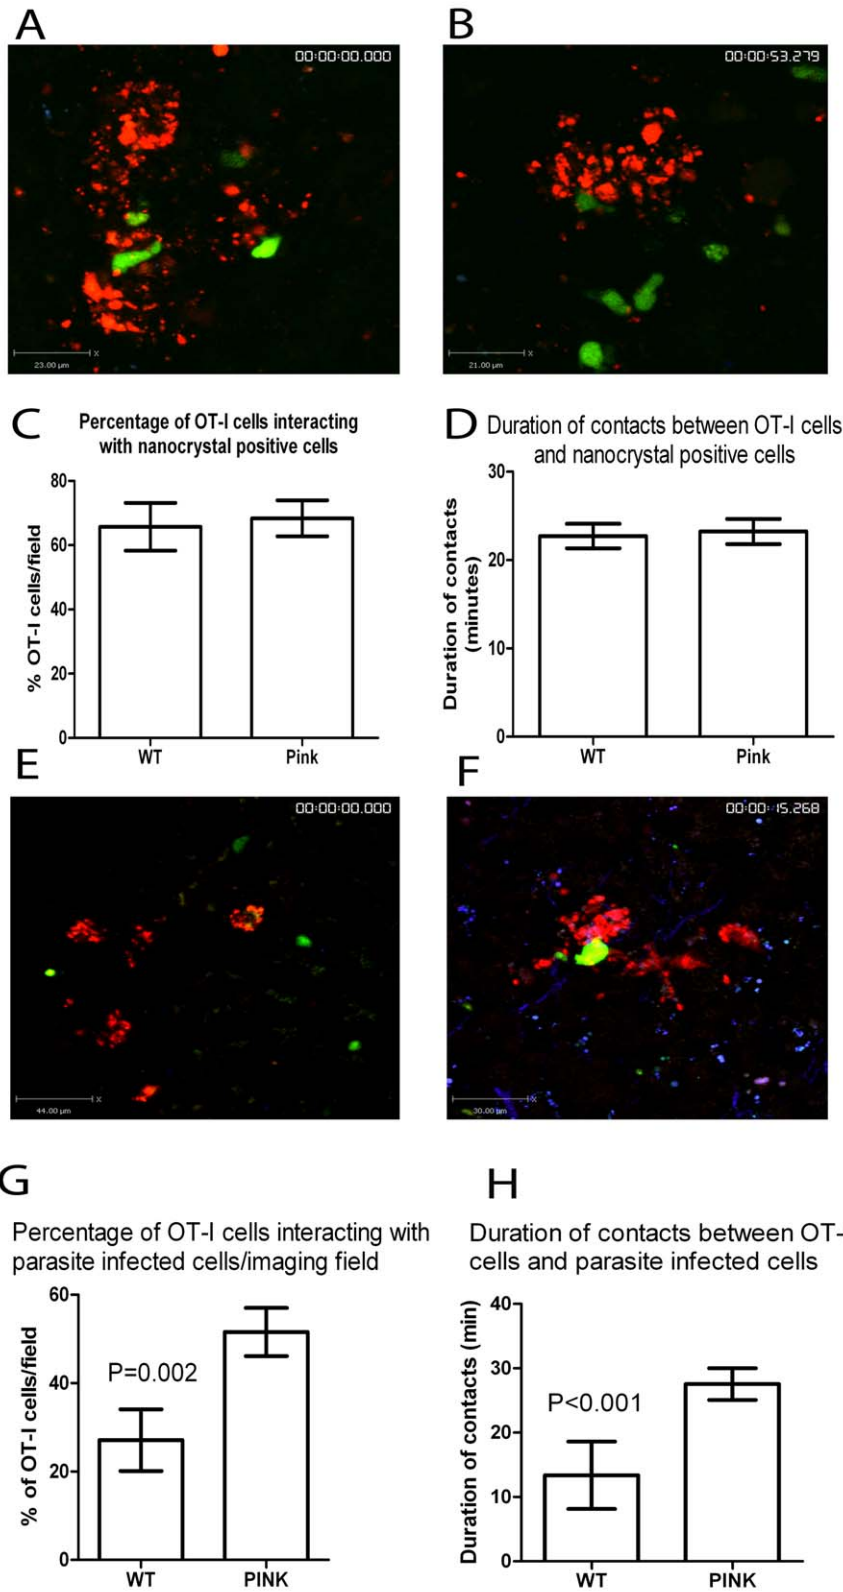 A
B
00:00:00.000
00:00:53.279
23.00 µm
x
21.00 µm
x
C
Percentage of OT-I cells interacting
with nanocrystal positive cells
% OT-I cells/field
80
60
40
20
0
WT
Pink
D
Duration of contacts between OT-I cells
and nanocrystal positive cells
Duration of contacts
(minutes)
30
20
10
0
WT
Pink
E
F
00:00:00.000
00:00:15.268
44.00 µm
x
30.00 µm
x
G
Percentage of OT-I cells interacting with
parasite infected cells/imaging field
% of OT-I cells/field
60
40
20
0
P=0.002
WT
PINK
H
Duration of contacts between OT-
cells and parasite infected cells
Duration of contacts (min)
40
30
20
10
0
P<0.001
WT
PINK